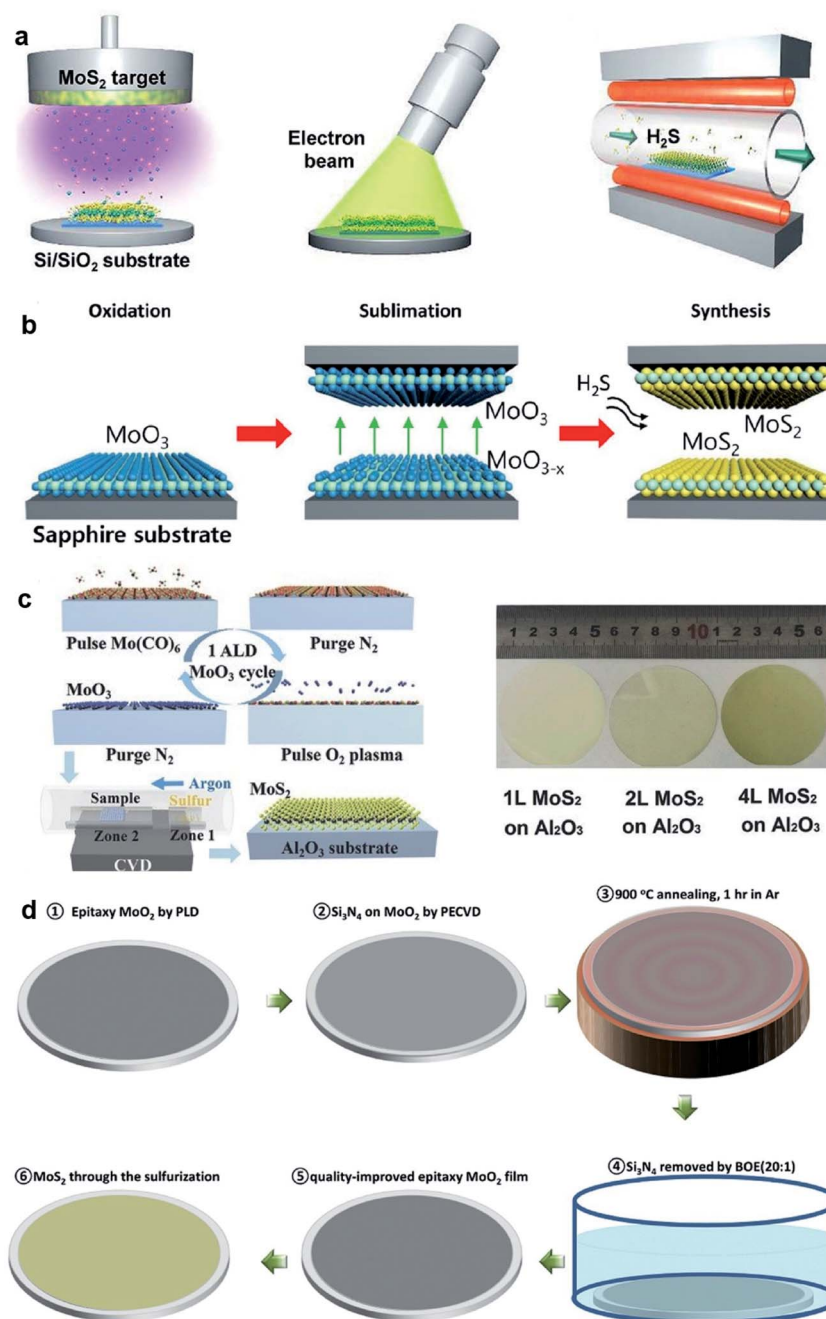 a
MoS₂ target
Si/SiO₂ substrate
Electron
beam
H₂S
b
Oxidation
Sublimation
Synthesis
MoO₃
Sapphire substrate
MoO₃
MoO₃₋ₓ
H₂S
MoS₂
MoS₂
c
Pulse Mo(CO)₆
Purge N₂
1 ALD
MoO₃ cycle
MoO₃
Purge N₂
Pulse O₂ plasma
Argon
Sample
Sulfur
Zone 2
Zone 1
CVD
MoS₂
Al₂O₃ substrate
1 2 3 4 5 6 7 8 9 10 1 2 3 4 5 6
1L MoS₂
on Al₂O₃
2L MoS₂
on Al₂O₃
4L MoS₂
on Al₂O₃
d
① Epitaxy MoO₂ by PLD
②Si₃N₄ on MoO₂ by PECVD
③900 °C annealing, 1 hr in Ar
⑥MoS₂ through the sulfurization
⑤quality-improved epitaxy MoO₂ film
④Si₃N₄ removed by BOE(20:1)